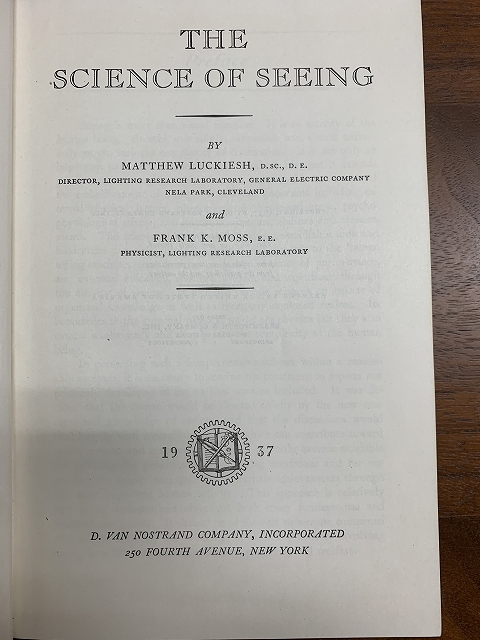 THE
SCIENCE OF SEEING
BY
MATTHEW LUCKIESH, D.SC., D. E.
DIRECTOR, LIGHTING RESEARCH LABORATORY, GENERAL ELECTRIC COMPANY
NELA PARK, CLEVELAND
and
FRANK K. MOSS, E. E.
PHYSICIST, LIGHTING RESEARCH LABORATORY
19 37
D. VAN NOSTRAND COMPANY, INCORPORATED
250 FOURTH AVENUE, NEW YORK